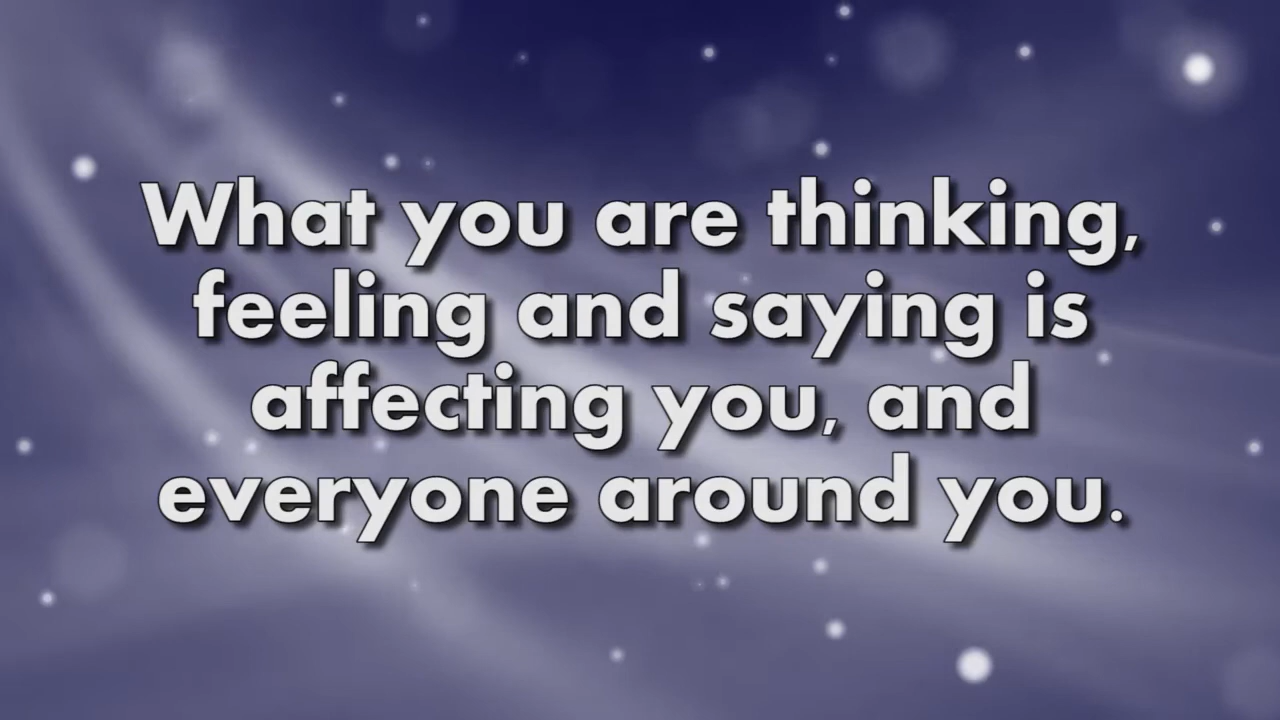 What you are thinking,
feeling and saying is
affecting you, and
everyone around you.